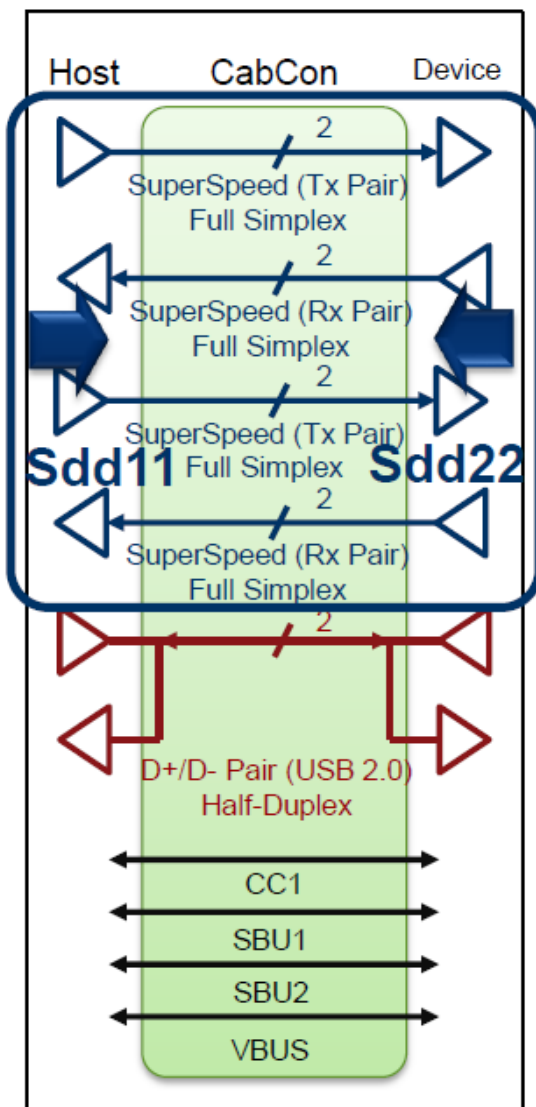 Host CabCon Device
2
SuperSpeed (Tx Pair)
Full Simplex
2
SuperSpeed (Rx Pair)
Full Simplex
2
SuperSpeed (Tx Pair)
Sdd11 Full Simplex Sdd22
2
SuperSpeed (Rx Pair)
Full Simplex
2
D+/D- Pair (USB 2.0)
Half-Duplex
CC1
SBU1
SBU2
VBUS